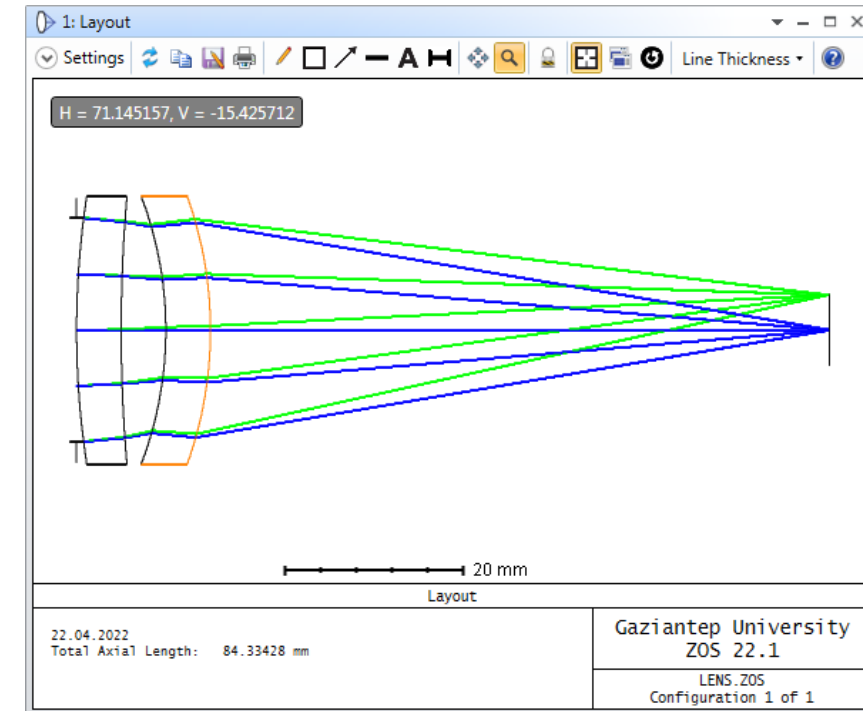 1: Layout
Settings
A
Line Thickness
H = 71.145157, V = -15.425712
20 mm
Layout
22.04.2022
Total Axial Length: 84.33428 mm
Gaziantep University
ZOS 22.1
LENS.ZOS
Configuration 1 of 1